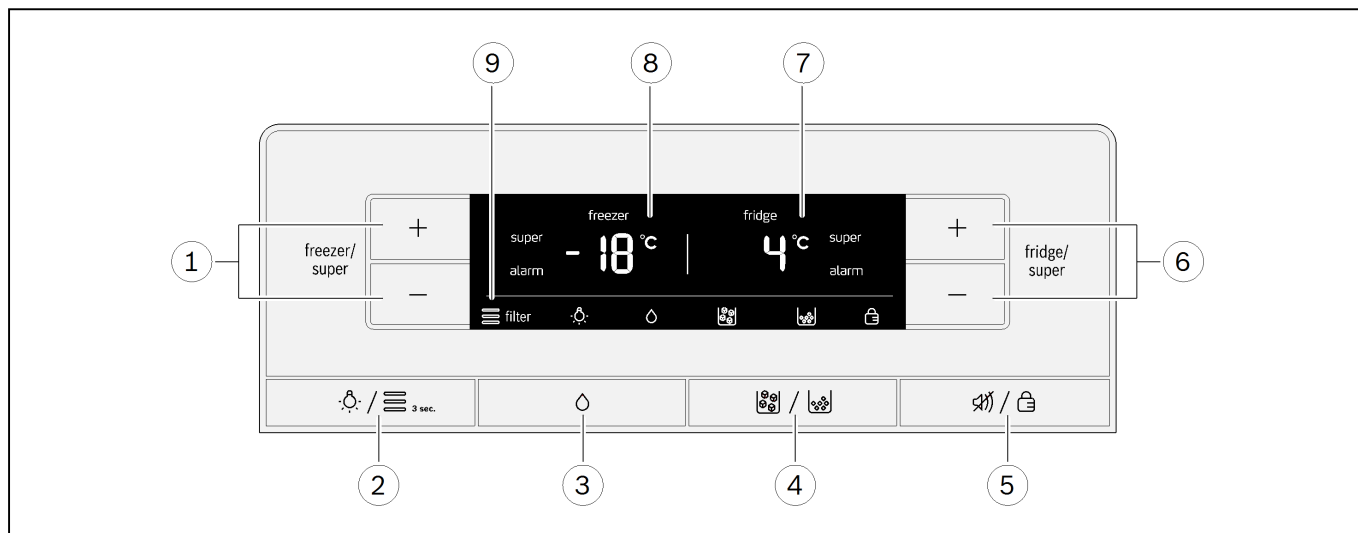 9 8 7
freezer fridge
+ super - 18 °C 4 °C super +
1 freezer/ super fridge/ super 6
− alarm alarm −
filter
/ 3 sec. / /
2 3 4 5